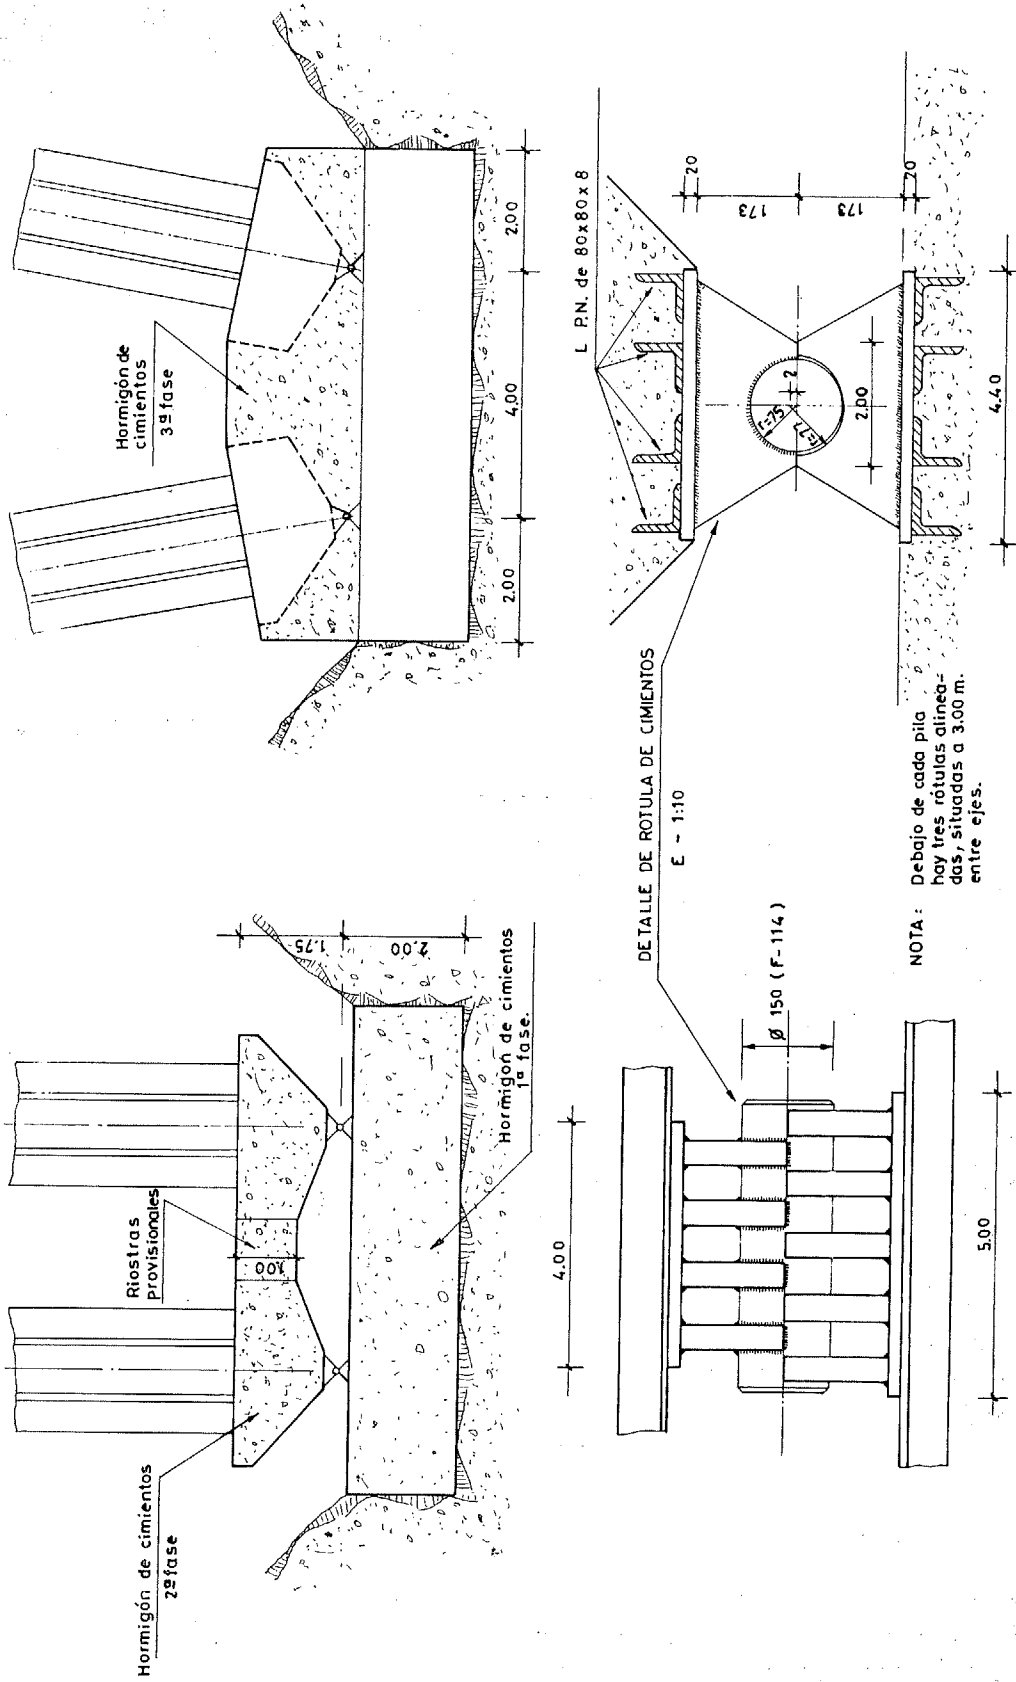 Hormigón de cimientos
2ª fase
Riostras
provisionales
1.00
1.75
2.00
Hormigón de cimientos
1ª fase.
Hormigón de
cimientos
3ª fase
2.00
4.00
2.00
4.00
Ø 150 (F-114)
5.00
DETALLE DE ROTULA DE CIMIENTOS
E - 1:10
NOTA: Debajo de cada pila
hay tres rótulas alinea-
das, situadas a 3.00 m.
entre ejes.
L P.N. de 80x80x8
20
173
173
20
r=75
2
r=77
2.00
4.40